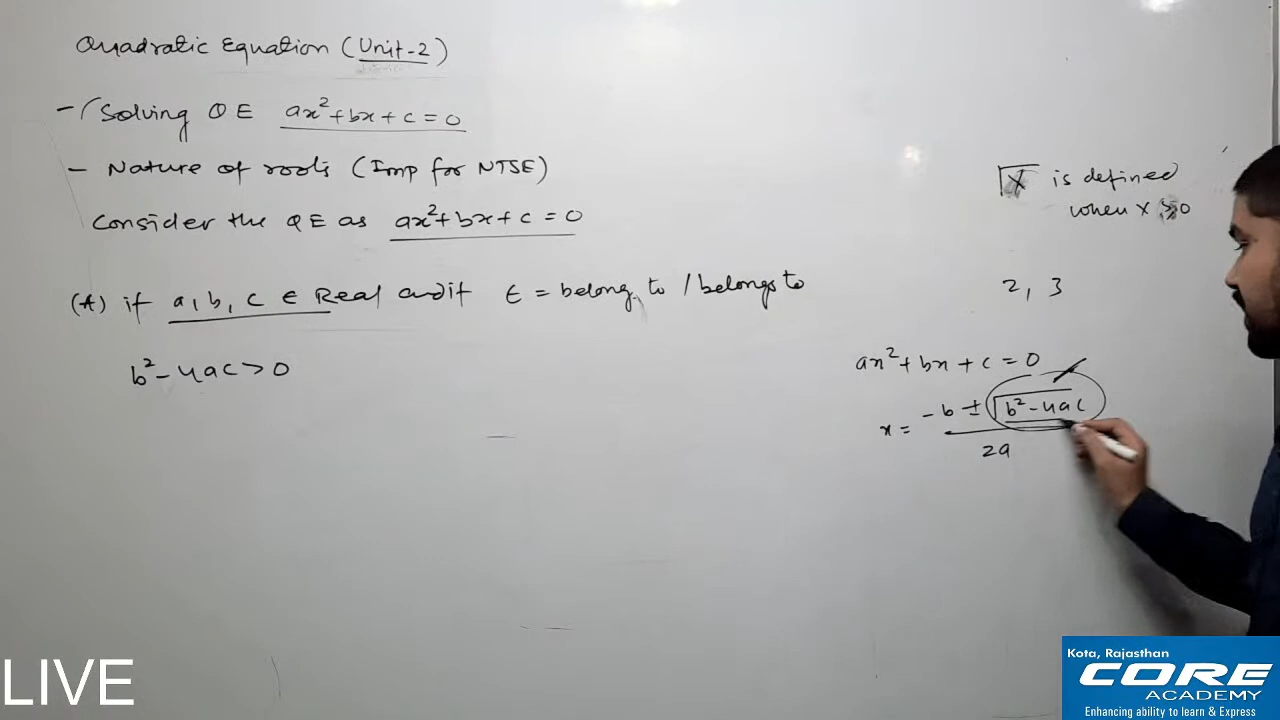 Quadratic Equation (Unit-2)
- Solving QE ax²+bx+c=0
- Nature of roots (Imp for NTSE)
Consider the QE as ax²+bx+c=0
(A) if a, b, c ∈ Real and if ∈ = belong to / belongs to
b²-4ac>0
√x is defined
when x ≥0
2, 3
ax²+bx+c=0
x = -b ± √b²-4ac
2a
LIVE
Kota, Rajasthan
CORE
ACADEMY
Enhancing ability to learn & Express